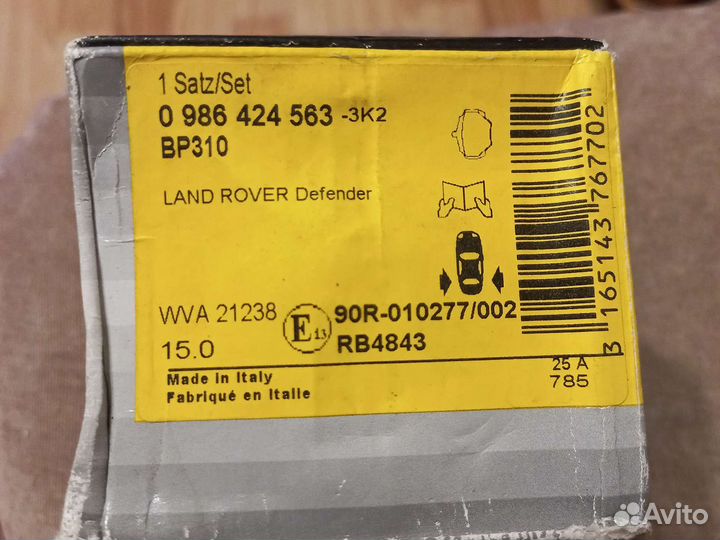 1 Satz/Set
0 986 424 563 -3K2
BP310
LAND ROVER Defender
WVA 21238
E13
90R-010277/002
15.0
RB4843
Made in Italy
Fabriqué en Italie
25 A
785
3 165143 767702
Avito